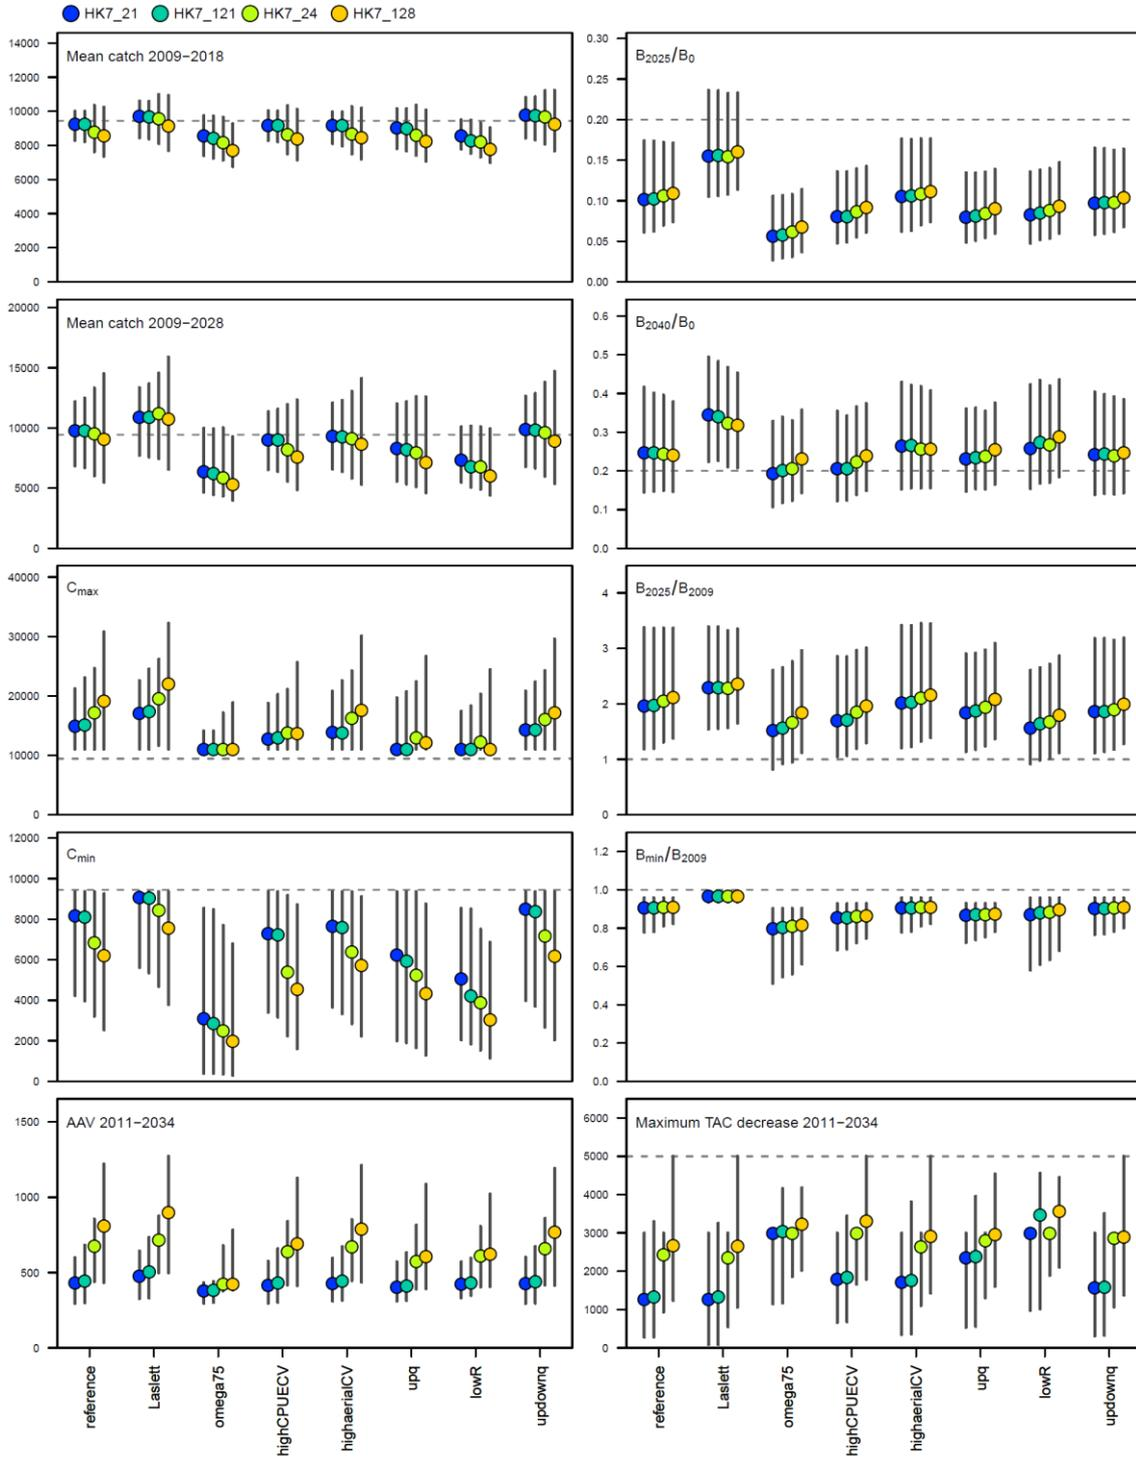 HK7_21 HK7_121 HK7_24 HK7_128
Mean catch 2009−2018
14000
12000
10000
8000
6000
4000
2000
0
B2025/B0
0.30
0.25
0.20
0.15
0.10
0.05
0.00
Mean catch 2009−2028
20000
15000
10000
5000
0
B2040/B0
0.6
0.5
0.4
0.3
0.2
0.1
0.0
Cmax
40000
30000
20000
10000
0
B2025/B2009
4
3
2
1
0
Cmin
12000
10000
8000
6000
4000
2000
0
Bmin/B2009
1.2
1.0
0.8
0.6
0.4
0.2
0.0
AAV 2011−2034
1500
1000
500
0
Maximum TAC decrease 2011−2034
6000
5000
4000
3000
2000
1000
0
reference
Laslett
omega75
highCPUECV
highaerialCV
upq
lowR
updownq
reference
Laslett
omega75
highCPUECV
highaerialCV
upq
lowR
updownq